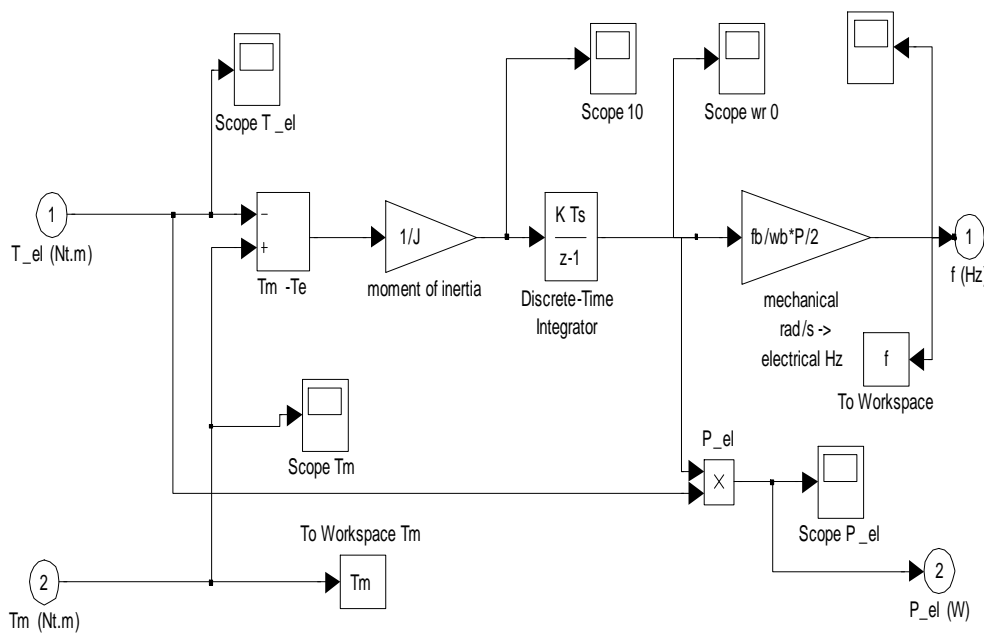 Scope T _el
Scope 10
Scope wr 0
1
T_el (Nt.m)
−
+
Tm -Te
1/J
moment of inertia
K Ts
z-1
Discrete-Time
Integrator
fb/wb*P/2
mechanical
rad/s ->
electrical Hz
1
f (Hz)
f
To Workspace
Scope Tm
P_el
X
Scope P _el
To Workspace Tm
Tm
2
Tm (Nt.m)
2
P_el (W)